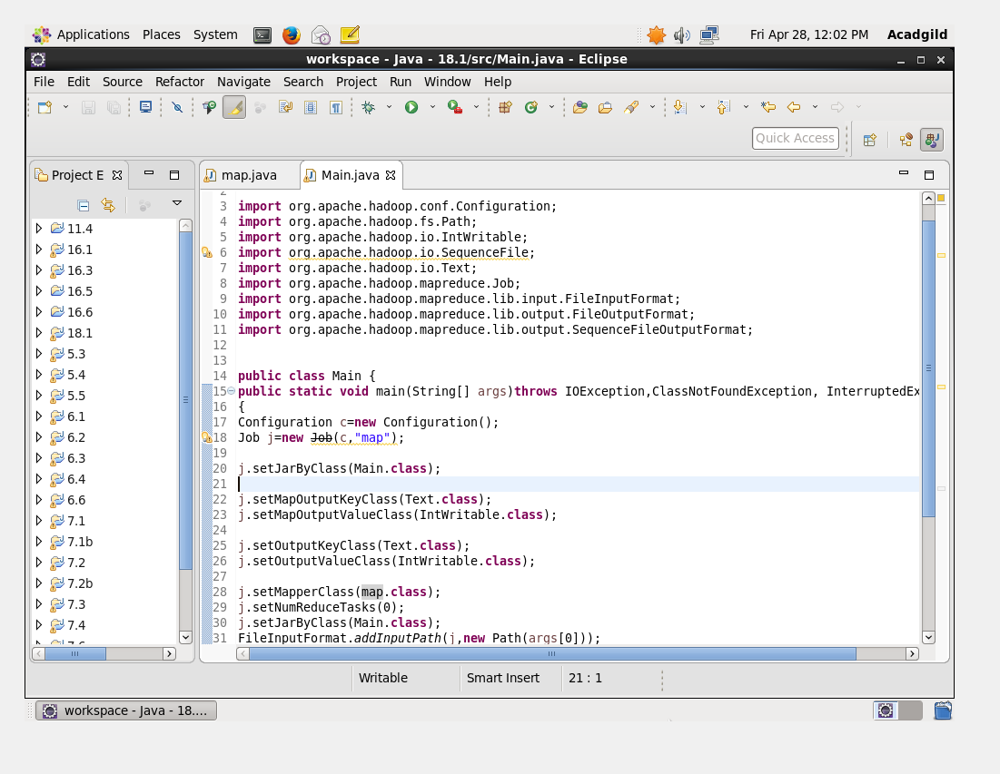 Applications Places System Fri Apr 28, 12:02 PM Acadgild
workspace - Java - 18.1/src/Main.java - Eclipse
File Edit Source Refactor Navigate Search Project Run Window Help
Quick Access
Project E
11.4
16.1
16.3
16.5
16.6
18.1
5.3
5.4
5.5
6.1
6.2
6.3
6.4
6.6
7.1
7.1b
7.2
7.2b
7.3
7.4
map.java Main.java
2
3 import org.apache.hadoop.conf.Configuration;
4 import org.apache.hadoop.fs.Path;
5 import org.apache.hadoop.io.IntWritable;
6 import org.apache.hadoop.io.SequenceFile;
7 import org.apache.hadoop.io.Text;
8 import org.apache.hadoop.mapreduce.Job;
9 import org.apache.hadoop.mapreduce.lib.input.FileInputFormat;
10 import org.apache.hadoop.mapreduce.lib.output.FileOutputFormat;
11 import org.apache.hadoop.mapreduce.lib.output.SequenceFileOutputFormat;
12
13
14 public class Main {
15 public static void main(String[] args)throws IOException,ClassNotFoundException, InterruptedEx
16 {
17 Configuration c=new Configuration();
18 Job j=new Job(c,"map");
19
20 j.setJarByClass(Main.class);
21
22 j.setMapOutputKeyClass(Text.class);
23 j.setMapOutputValueClass(IntWritable.class);
24
25 j.setOutputKeyClass(Text.class);
26 j.setOutputValueClass(IntWritable.class);
27
28 j.setMapperClass(map.class);
29 j.setNumReduceTasks(0);
30 j.setJarByClass(Main.class);
31 FileInputFormat.addInputPath(j,new Path(args[0]));
Writable Smart Insert 21 : 1
workspace - Java - 18....